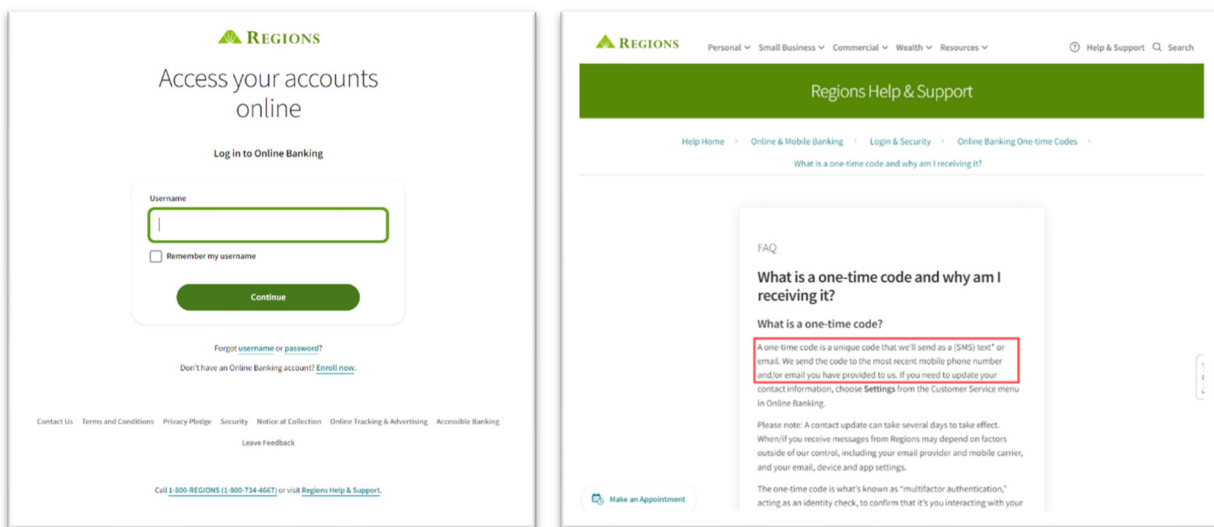 REGIONS
Access your accounts
online
Log in to Online Banking
Username
Remember my username
Continue
Forgot username or password?
Don't have an Online Banking account? Enroll now.
Contact Us Terms and Conditions Privacy Pledge Security Notice at Collection Online Tracking & Advertising Accessible Banking
Leave Feedback
Call 1-800-REGIONS (1-800-734-4667) or visit Regions Help & Support.
REGIONS Personal Small Business Commercial Wealth Resources Help & Support Search
Regions Help & Support
Help Home Online & Mobile Banking Login & Security Online Banking One-time Codes
What is a one-time code and why am I receiving it?
FAQ
What is a one-time code and why am I
receiving it?
What is a one-time code?
A one-time code is a unique code that we'll send as a (SMS) text* or
email. We send the code to the most recent mobile phone number
and/or email you have provided to us. If you need to update your
contact information, choose Settings from the Customer Service menu
in Online Banking.
Please note: A contact update can take several days to take effect.
When/if you receive messages from Regions may depend on factors
outside of our control, including your email provider and mobile carrier,
and your email, device and app settings.
The one-time code is what's known as "multifactor authentication,"
acting as an identity check, to confirm that it's you interacting with your
Make an Appointment